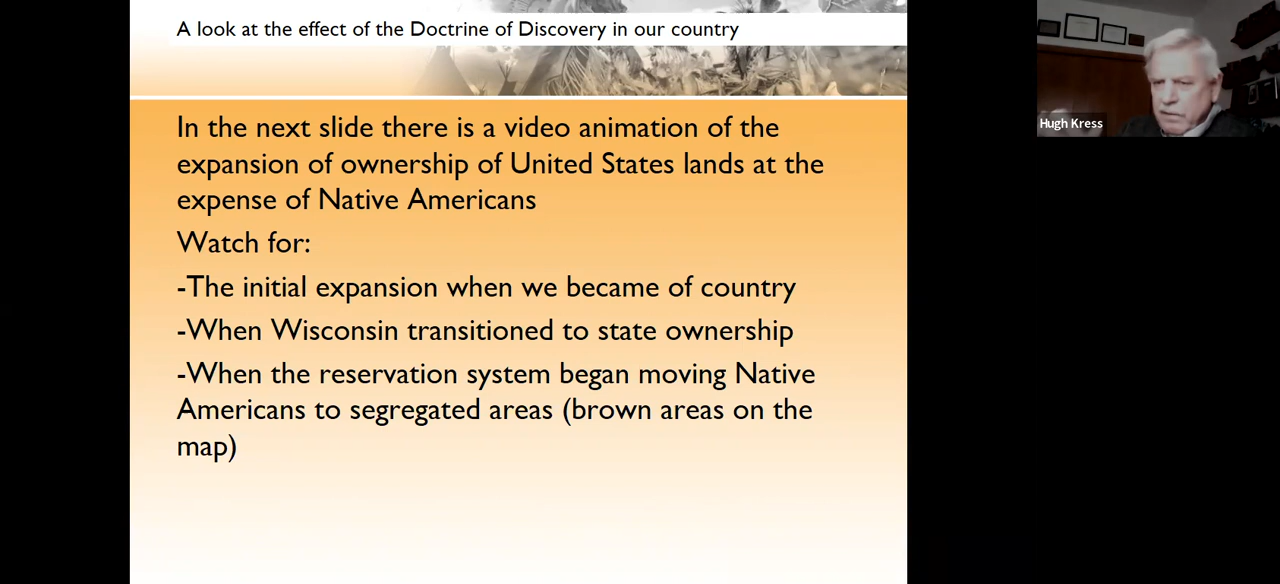 A look at the effect of the Doctrine of Discovery in our country
In the next slide there is a video animation of the
expansion of ownership of United States lands at the
expense of Native Americans
Watch for:
-The initial expansion when we became of country
-When Wisconsin transitioned to state ownership
-When the reservation system began moving Native
Americans to segregated areas (brown areas on the
map)
Hugh Kress